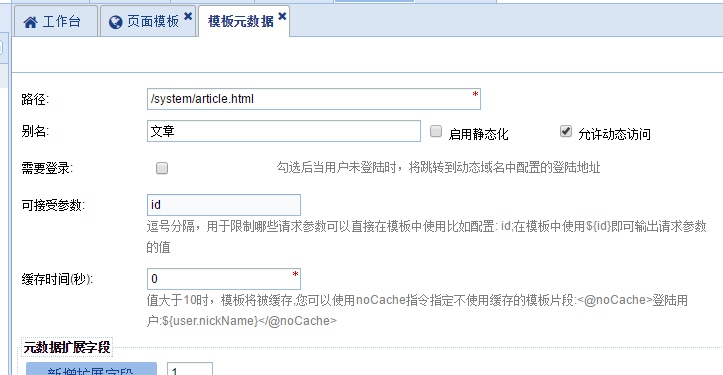 工作台 页面模板 模板元数据
路径: /system/article.html *
别名: 文章 启用静态化 允许动态访问
需要登录: 勾选后当用户未登陆时，将跳转到动态域名中配置的登陆地址
可接受参数: id
逗号分隔，用于限制哪些请求参数可以直接在模板中使用比如配置: id;在模板中使用${id}即可输出请求参数
的值
缓存时间(秒): 0 *
值大于10时，模板将被缓存,您可以使用noCache指令指定不使用缓存的模板片段:<@noCache>登陆用
户:${user.nickName}</@noCache>
元数据扩展字段
新增扩展字段 1